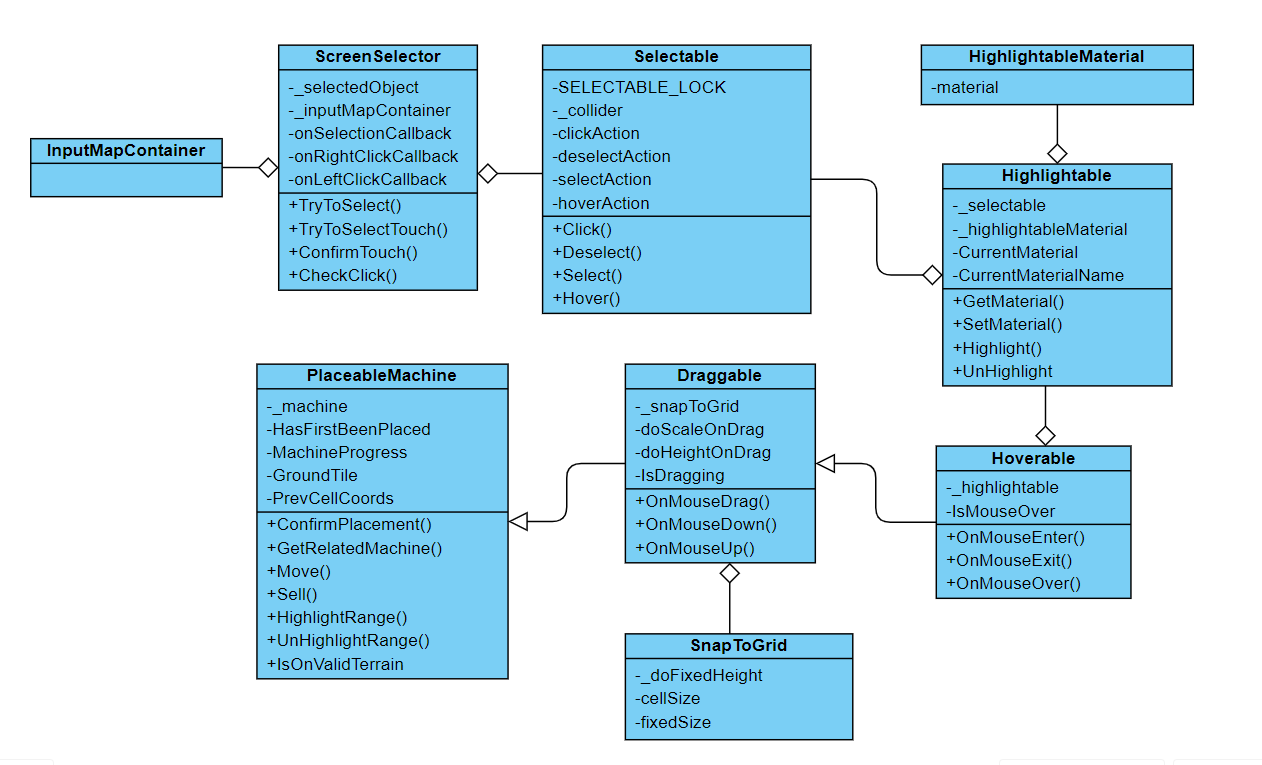 ScreenSelector
-_selectedObject
-_inputMapContainer
-onSelectionCallback
-onRightClickCallback
-onLeftClickCallback
+TryToSelect()
+TryToSelectTouch()
+ConfirmTouch()
+CheckClick()
Selectable
-SELECTABLE_LOCK
-_collider
-clickAction
-deselectAction
-selectAction
-hoverAction
+Click()
+Deselect()
+Select()
+Hover()
HighlightableMaterial
-material
InputMapContainer
Highlightable
-_selectable
-_highlightableMaterial
-CurrentMaterial
-CurrentMaterialName
+GetMaterial()
+SetMaterial()
+Highlight()
+UnHighlight
PlaceableMachine
-_machine
-HasFirstBeenPlaced
-MachineProgress
-GroundTile
-PrevCellCoords
+ConfirmPlacement()
+GetRelatedMachine()
+Move()
+Sell()
+HighlightRange()
+UnHighlightRange()
+IsOnValidTerrain
Draggable
-_snapToGrid
-doScaleOnDrag
-doHeightOnDrag
-IsDragging
+OnMouseDrag()
+OnMouseDown()
+OnMouseUp()
Hoverable
-_highlightable
-IsMouseOver
+OnMouseEnter()
+OnMouseExit()
+OnMouseOver()
SnapToGrid
-_doFixedHeight
-cellSize
-fixedSize